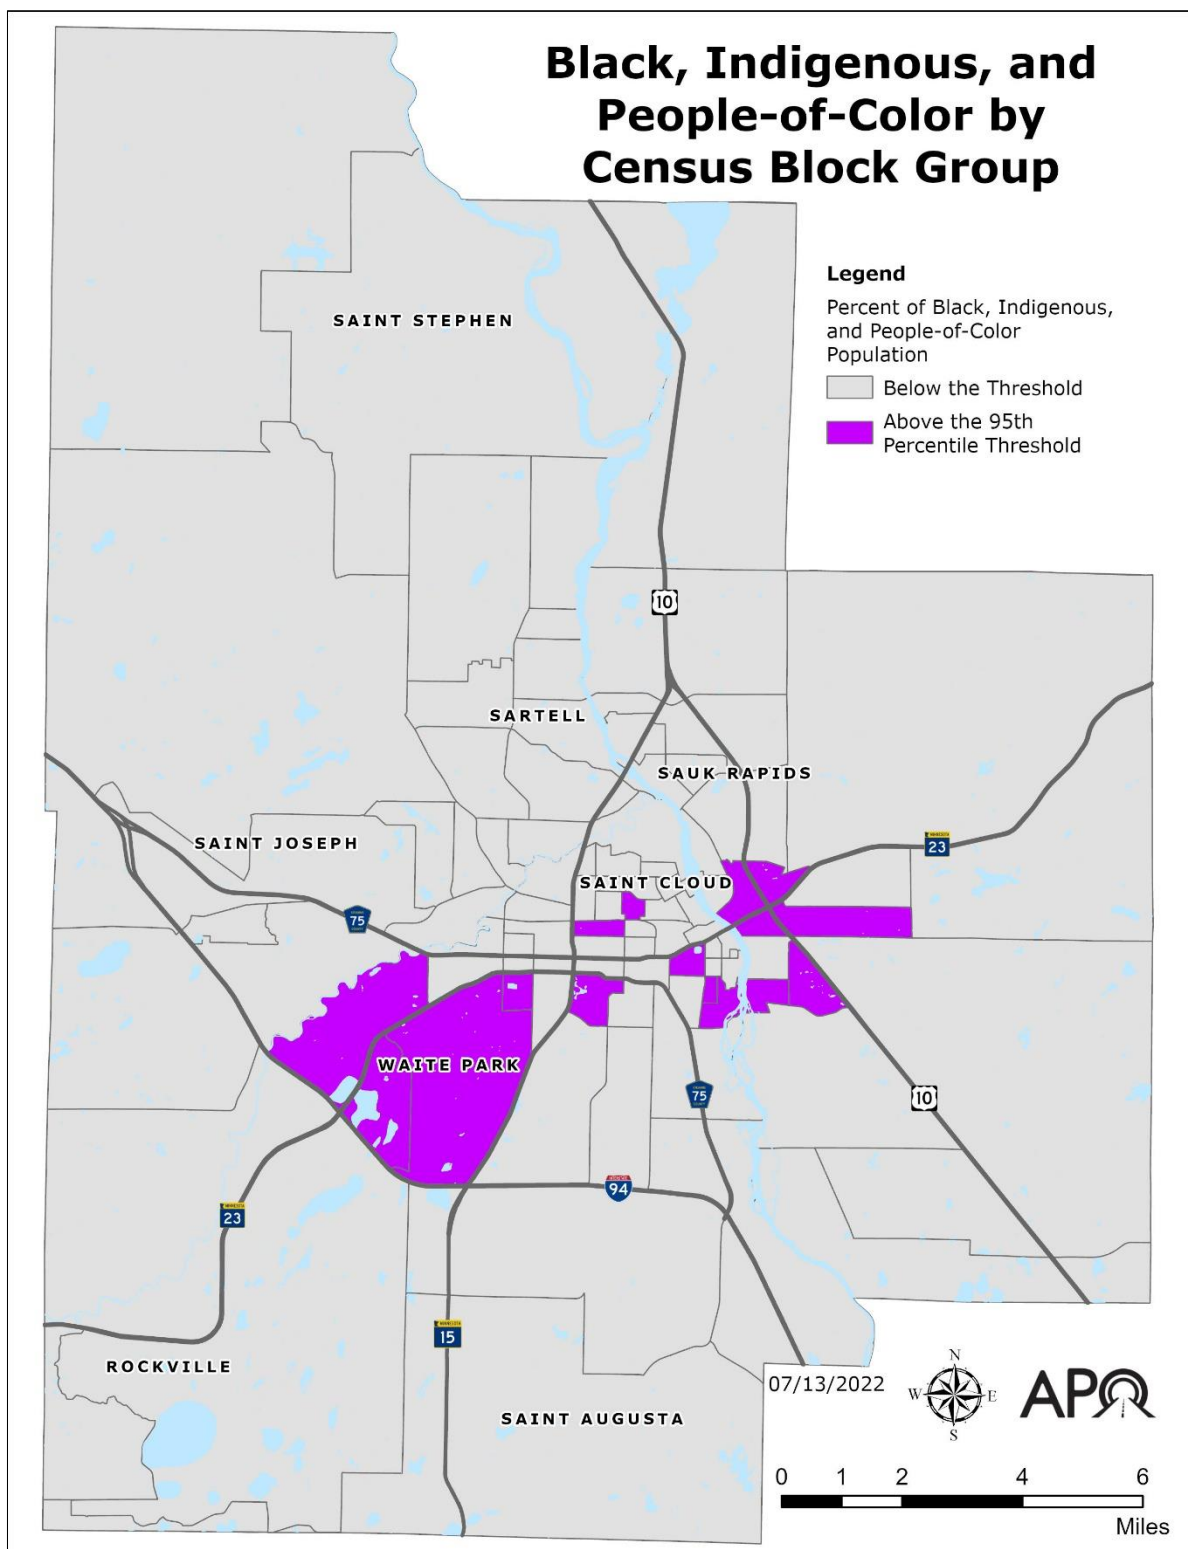 Black, Indigenous, and
People-of-Color by
Census Block Group
Legend
Percent of Black, Indigenous,
and People-of-Color
Population
Below the Threshold
Above the 95th
Percentile Threshold
SAINT STEPHEN
10
SARTELL
SAUK RAPIDS
SAINT JOSEPH
MINNESOTA
23
SAINT CLOUD
75
WAITE PARK
75
10
94
MINNESOTA
23
MINNESOTA
15
ROCKVILLE
SAINT AUGUSTA
07/13/2022
N
W E
S
APO
0 1 2 4 6
Miles